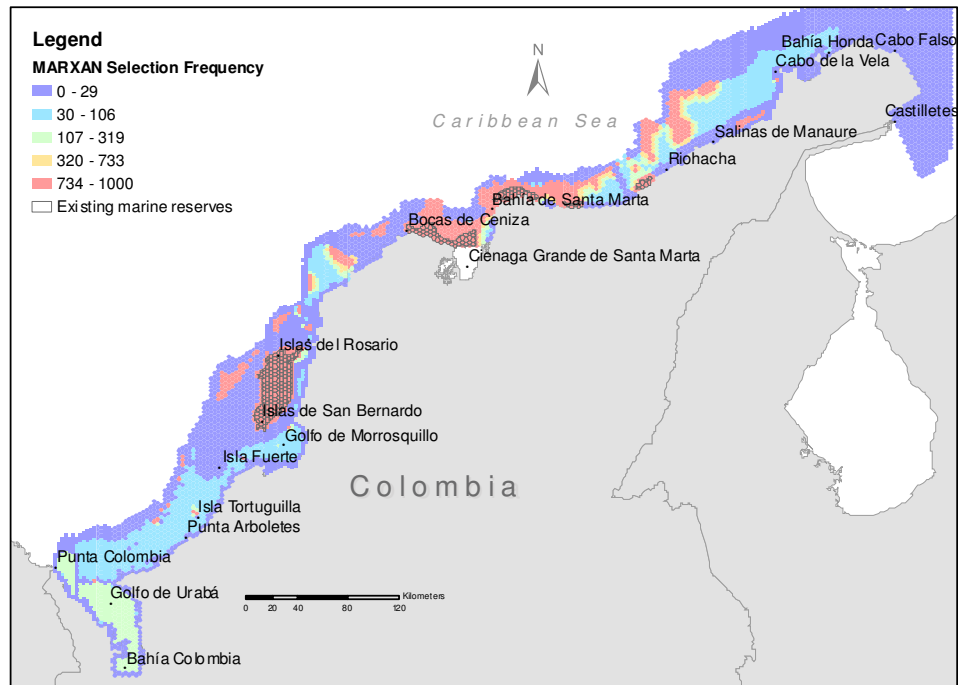 Legend
MARXAN Selection Frequency
0 - 29
30 - 106
107 - 319
320 - 733
734 - 1000
Existing marine reserves
N
Caribbean Sea
Bahía Honda
Cabo Falso
Cabo de la Vela
Castilletes
Salinas de Manaure
Riohacha
Bahía de Santa Marta
Bocas de Ceniza
Cienaga Grande de Santa Marta
Islas del Rosario
Islas de San Bernardo
Golfo de Morrosquillo
Isla Fuerte
Colombia
Isla Tortuguilla
Punta Arboletes
Punta Colombia
Golfo de Urabá
Kilometers
0 20 40 80 120
Bahía Colombia